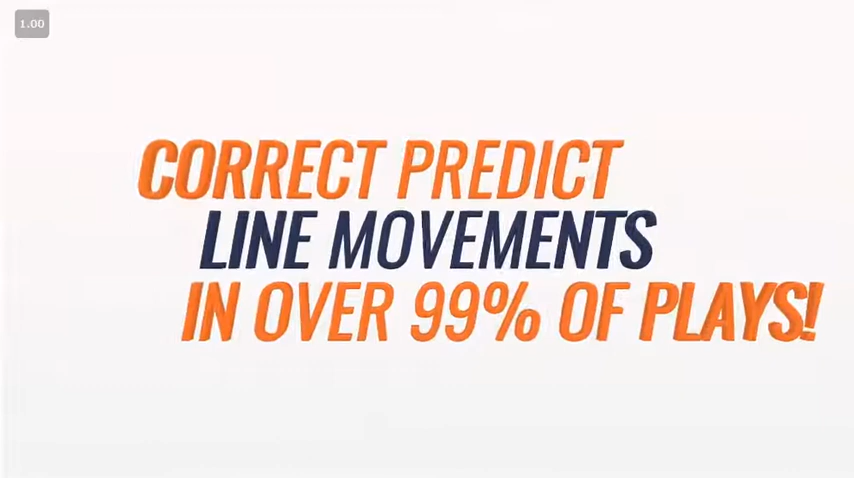 1.00
CORRECT PREDICT
LINE MOVEMENTS
IN OVER 99% OF PLAYS!